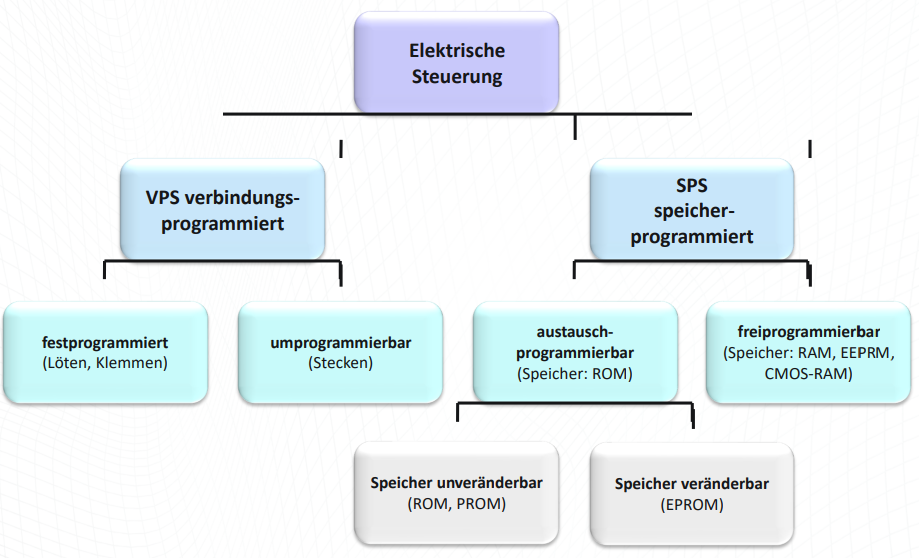 Elektrische
Steuerung
VPS verbindungs-
programmiert
SPS
speicher-
programmiert
festprogrammiert
(Löten, Klemmen)
umprogrammierbar
(Stecken)
austausch-
programmierbar
(Speicher: ROM)
freiprogrammierbar
(Speicher: RAM, EEPRM,
CMOS-RAM)
Speicher unveränderbar
(ROM, PROM)
Speicher veränderbar
(EPROM)